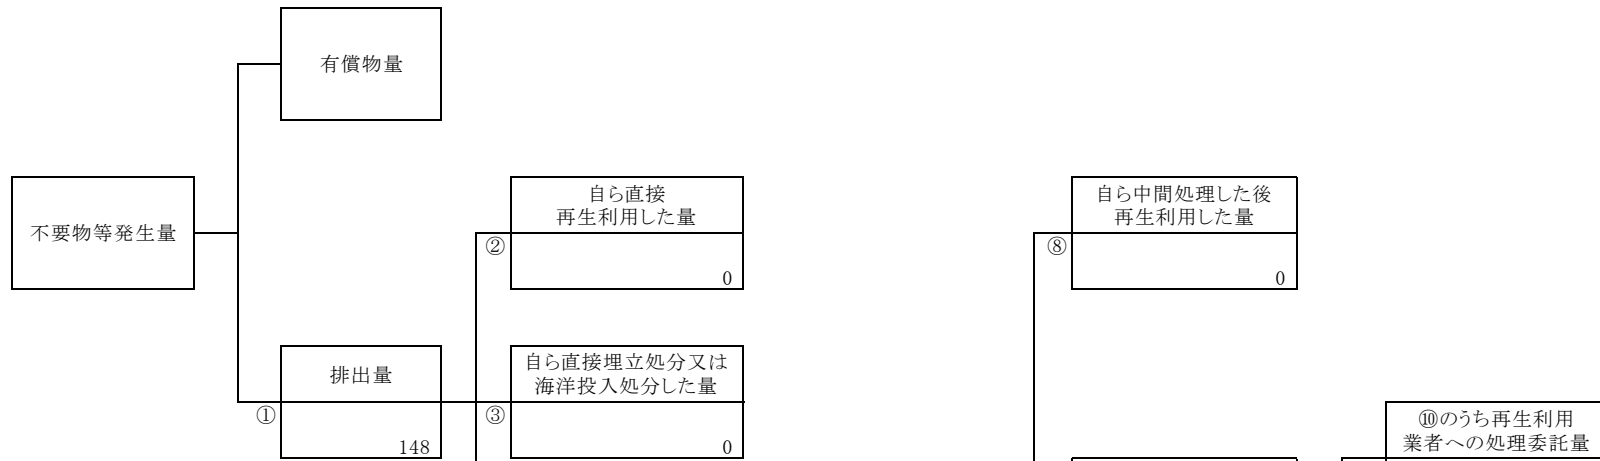 有償物量
不要物等発生量
自ら直接
再生利用した量
②
0
自ら中間処理した後
再生利用した量
⑧
0
排出量
①
148
自ら直接埋立処分又は
海洋投入処分した量
③
0
⑩のうち再生利用
業者への処理委託量